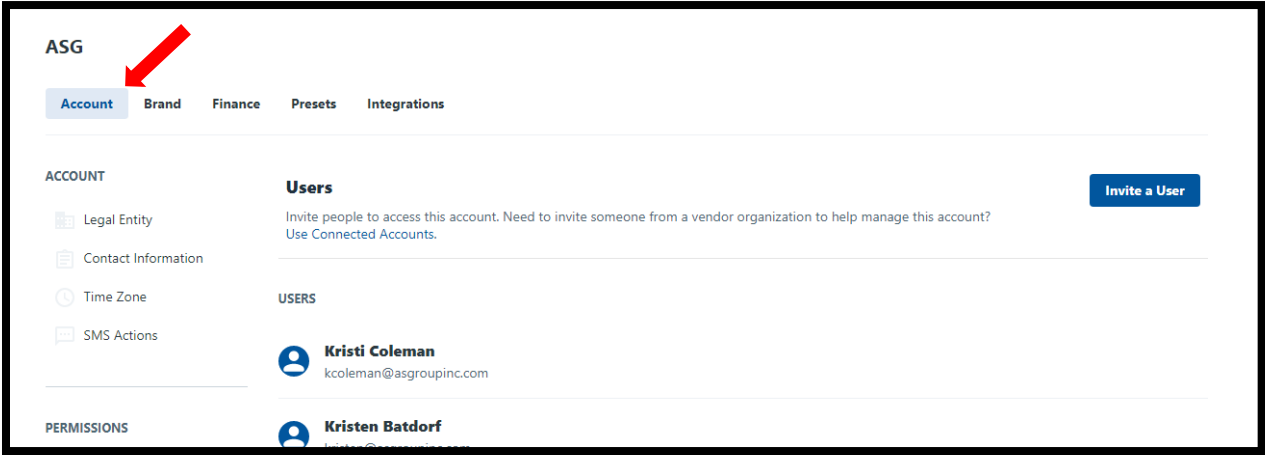 ASG
Account Brand Finance Presets Integrations
ACCOUNT
Legal Entity
Contact Information
Time Zone
SMS Actions
PERMISSIONS
Users
Invite a User
Invite people to access this account. Need to invite someone from a vendor organization to help manage this account?
Use Connected Accounts.
USERS
Kristi Coleman
kcoleman@asgroupinc.com
Kristen Batdorf